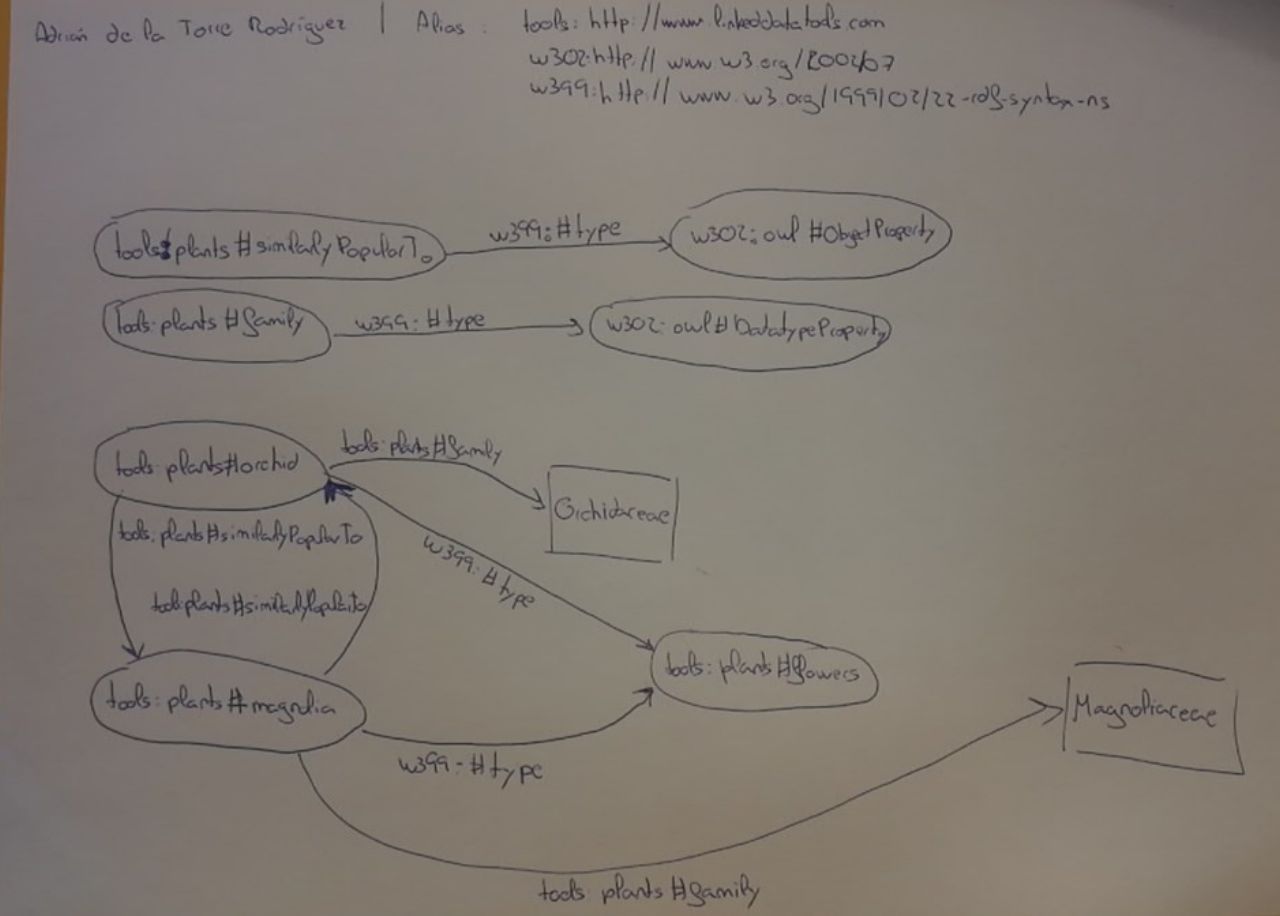 Adrián de la Torre Rodriguez | Alias : tools: http://www.linkeddatatools.com
w302:http://www.w3.org/2002/07
w399:http://www.w3.org/1999/02/22-rdf-syntax-ns
tools:plants#similarlyPopularTo
w399:#type
w302:owl#ObjectProperty
tools:plants#family
w399:#type
w302:owl#DatatypeProperty
tools:plants#orchid
tools:plants#family
Orchidaceae
tools:plants#similarlyPopularTo
w399:#type
tools:plants#similarlyPopularTo
tools:plants#flowers
tools:plants#magnolia
Magnoliaceae
w399:#type
tools plants#family